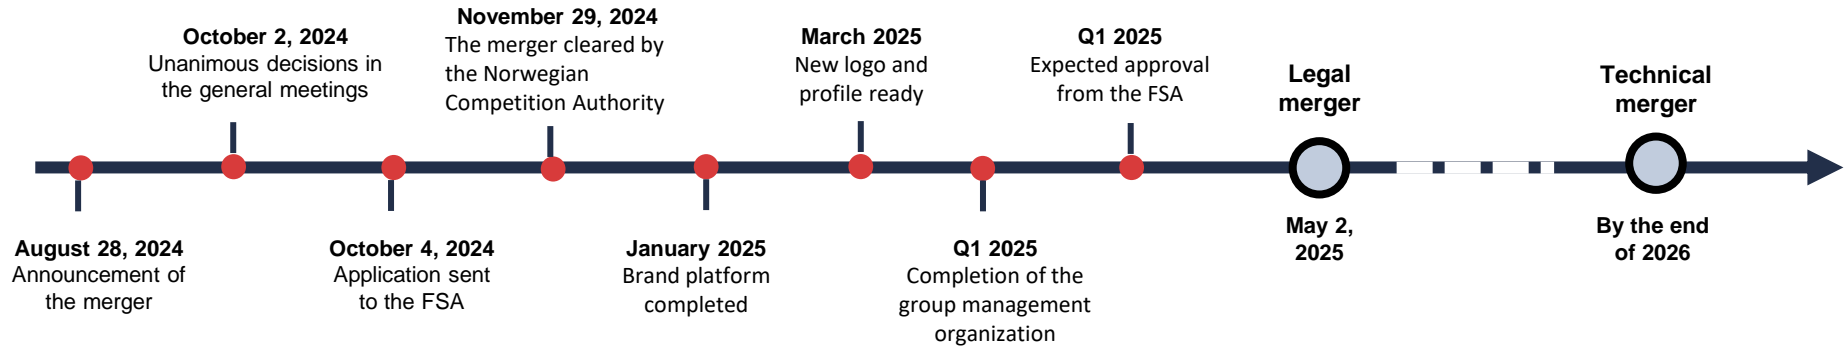 August 28, 2024
Announcement of
the merger
October 2, 2024
Unanimous decisions in
the general meetings
October 4, 2024
Application sent
to the FSA
November 29, 2024
The merger cleared by
the Norwegian
Competition Authority
January 2025
Brand platform
completed
March 2025
New logo and
profile ready
Q1 2025
Completion of the
group management
organization
Q1 2025
Expected approval
from the FSA
Legal
merger
May 2,
2025
Technical
merger
By the end
of 2026